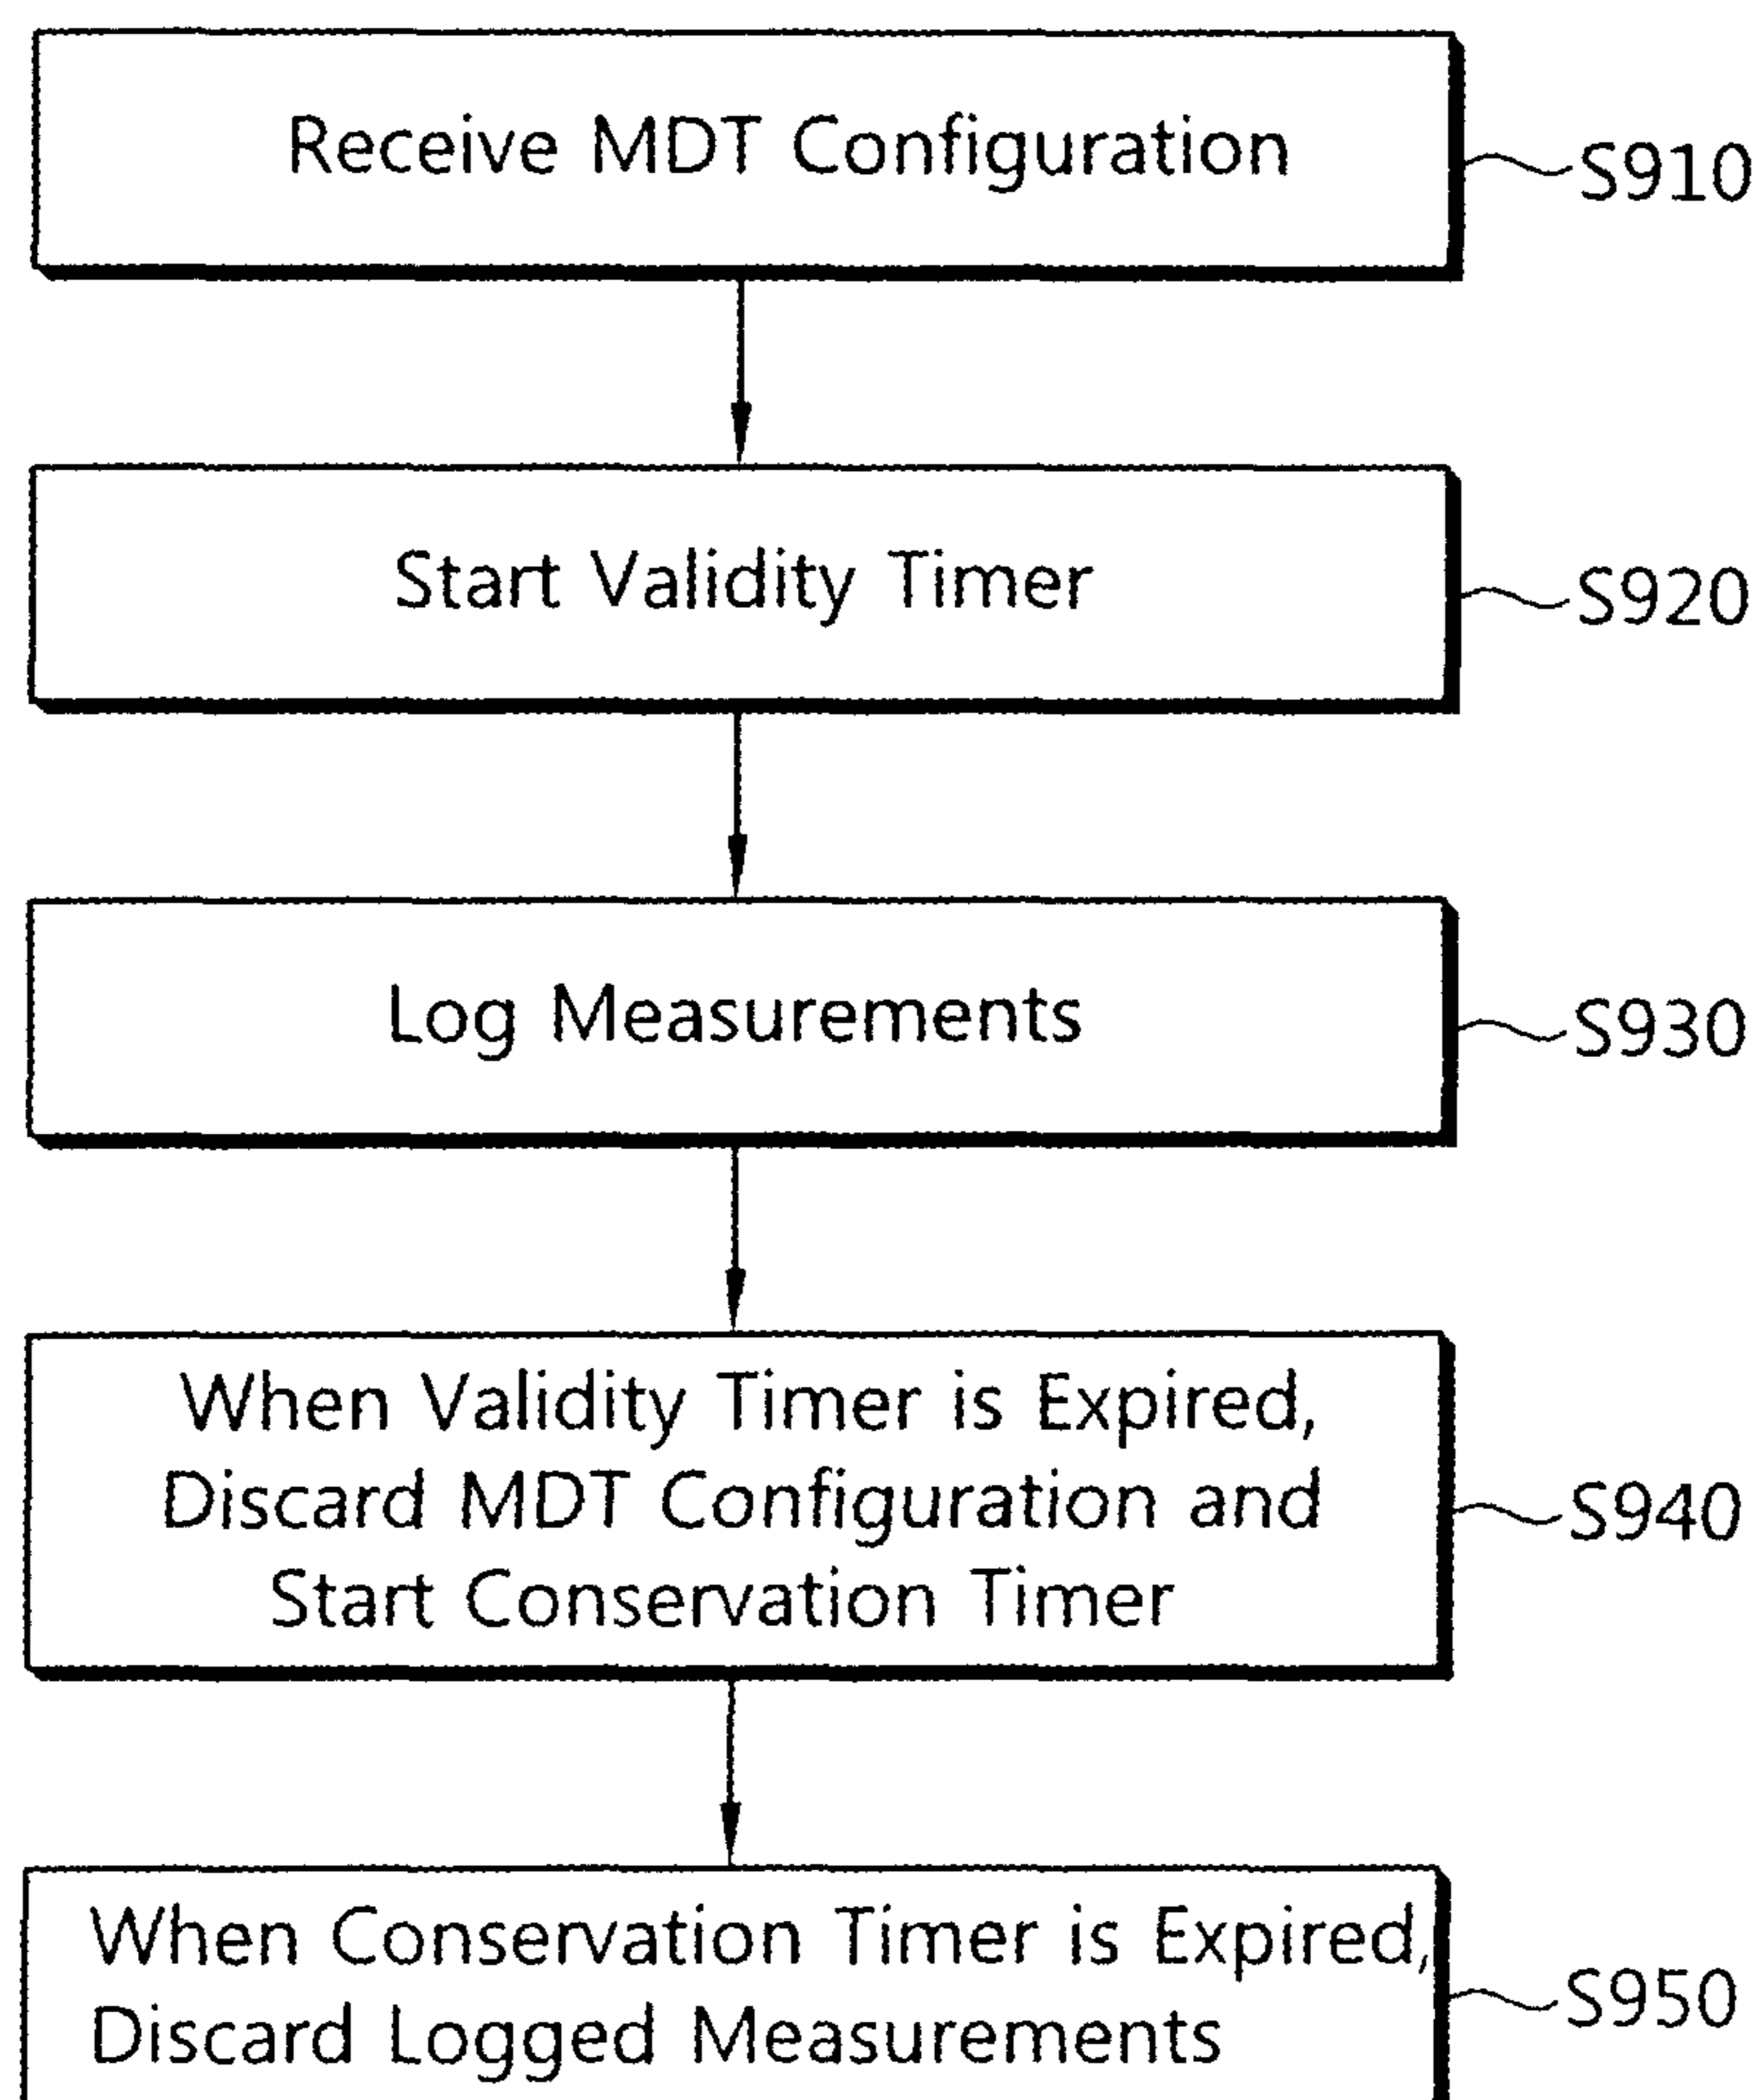 Receive MDT Configuration
S910
Start Validity Timer
S920
Log Measurements
S930
When Validity Timer is Expired,
Discard MDT Configuration and
Start Conservation Timer
S940
When Conservation Timer is Expired,
Discard Logged Measurements
S950